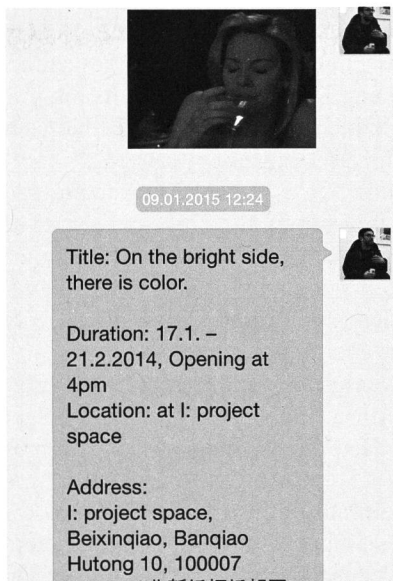 09.01.2015 12:24
Title: On the bright side,
there is color.
Duration: 17.1. –
21.2.2014, Opening at
4pm
Location: at I: project
space
Address:
I: project space,
Beixinqiao, Banqiao
Hutong 10, 100007